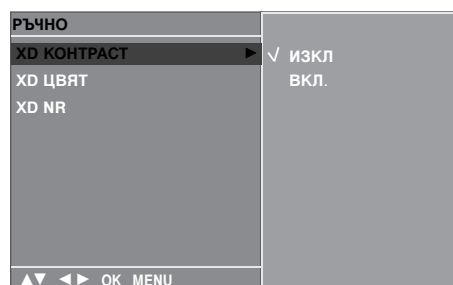 РЪЧНО
XD КОНТРАСТ ► √ ИЗКЛ
XD ЦВЯТ ВКЛ.
XD NR
▲▼ ◄► OK MENU